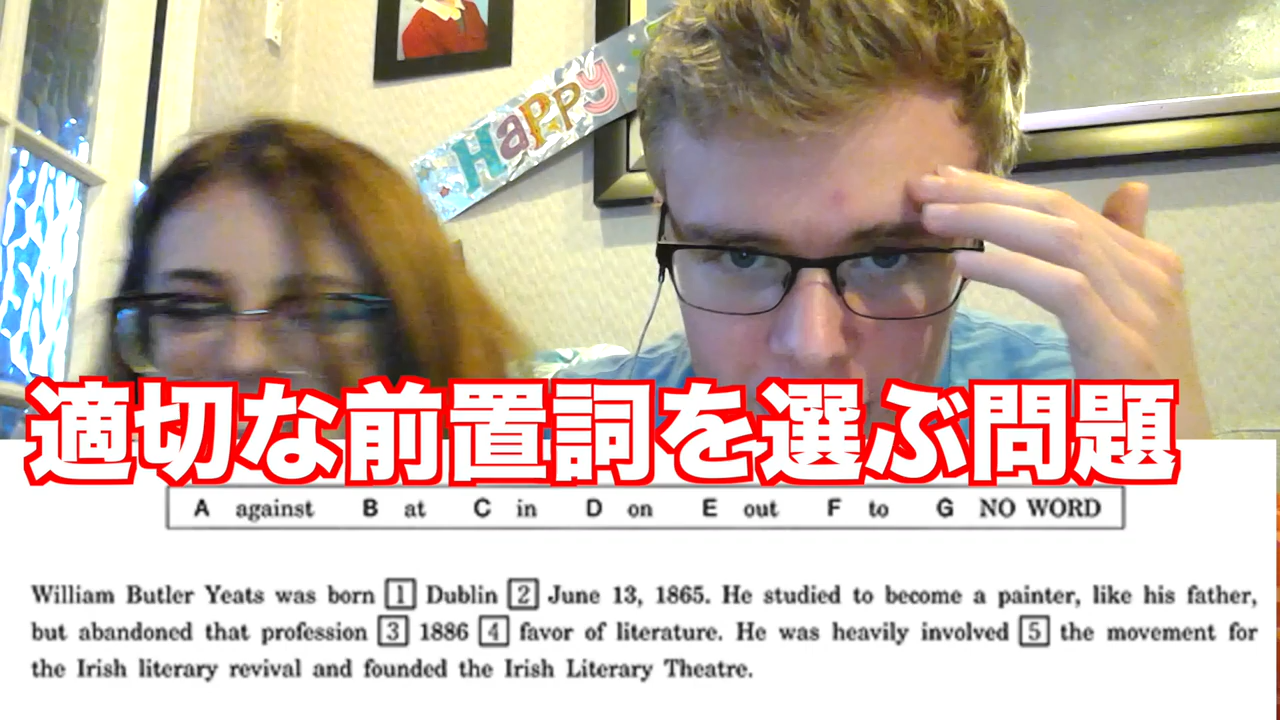 HAPPY
適切な前置詞を選ぶ問題
A against B at C in D on E out F to G NO WORD
William Butler Yeats was born 1 Dublin 2 June 13, 1865. He studied to become a painter, like his father,
but abandoned that profession 3 1886 4 favor of literature. He was heavily involved 5 the movement for
the Irish literary revival and founded the Irish Literary Theatre.